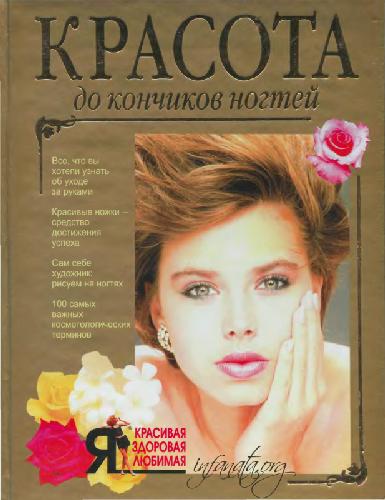 КРАСОТА
до кончиков ногтей
Все, что вы
хотели узнать
об уходе
за руками
Красивые ножки –
средство
достижения
успеха
Сам себе
художник:
рисуем на ногтях
100 самых
важных
косметологических
терминов
Я
КРАСИВАЯ
ЗДОРОВАЯ
ЛЮБИМАЯ
infanata.org